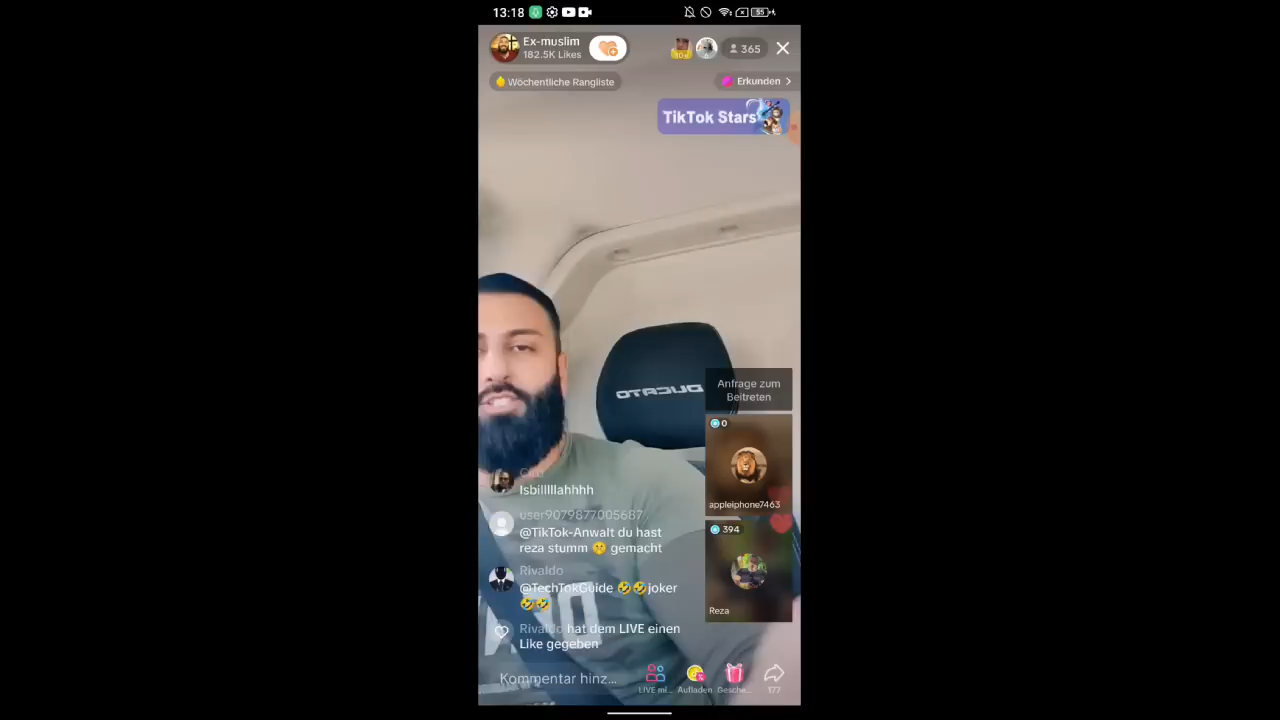 13:18
55
Ex-muslim
182.5K Likes
365
Wöchentliche Rangliste
Erkunden
TikTok Stars
DUCATO
Anfrage zum
Beitreten
0
appleiphone7463
394
Reza
Isbilllllahhhh
user9079877005687
@TikTok-Anwalt du hast
reza stumm 🤫 gemacht
Rivaldo
@TechTokGuide 🤣🤣joker
🤣🤣
Rivaldo hat dem LIVE einen
Like gegeben
Kommentar hinz...
LIVE mi...
Aufladen
Gesche...
177